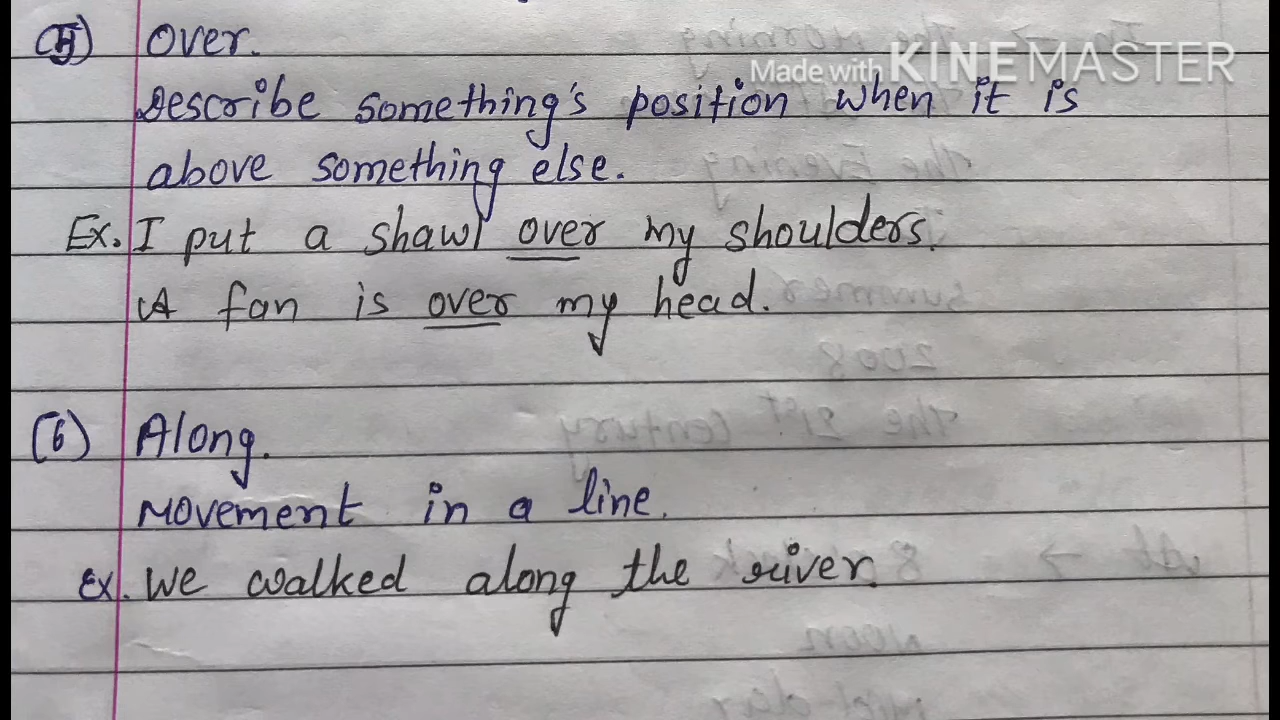 (5) Over.
Made with KINEMASTER
Describe something's position when it is
above something else.
Ex. I put a shawl over my shoulders.
A fan is over my head.
(6) Along.
Movement in a line.
Ex. We walked along the river.